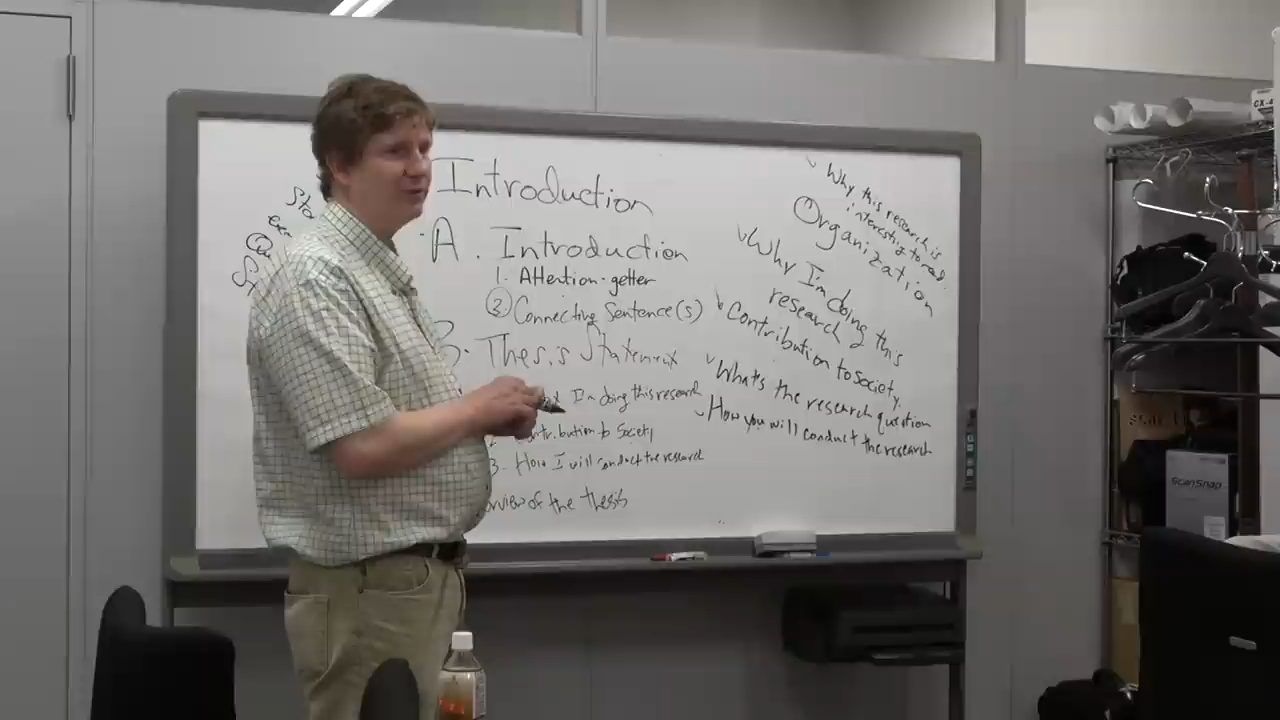 Introduction
A. Introduction
1. Attention-getter
2 Connecting Sentence(s)
B. Thesis Statement
I'm doing this research
Contribution to Society
3. How I will conduct the research
of the thesis
Why this research is
interesting to read.
Organization
Why I'm doing this
research
Contribution to society,
What's the research question
How you will conduct the research
ScanSnap